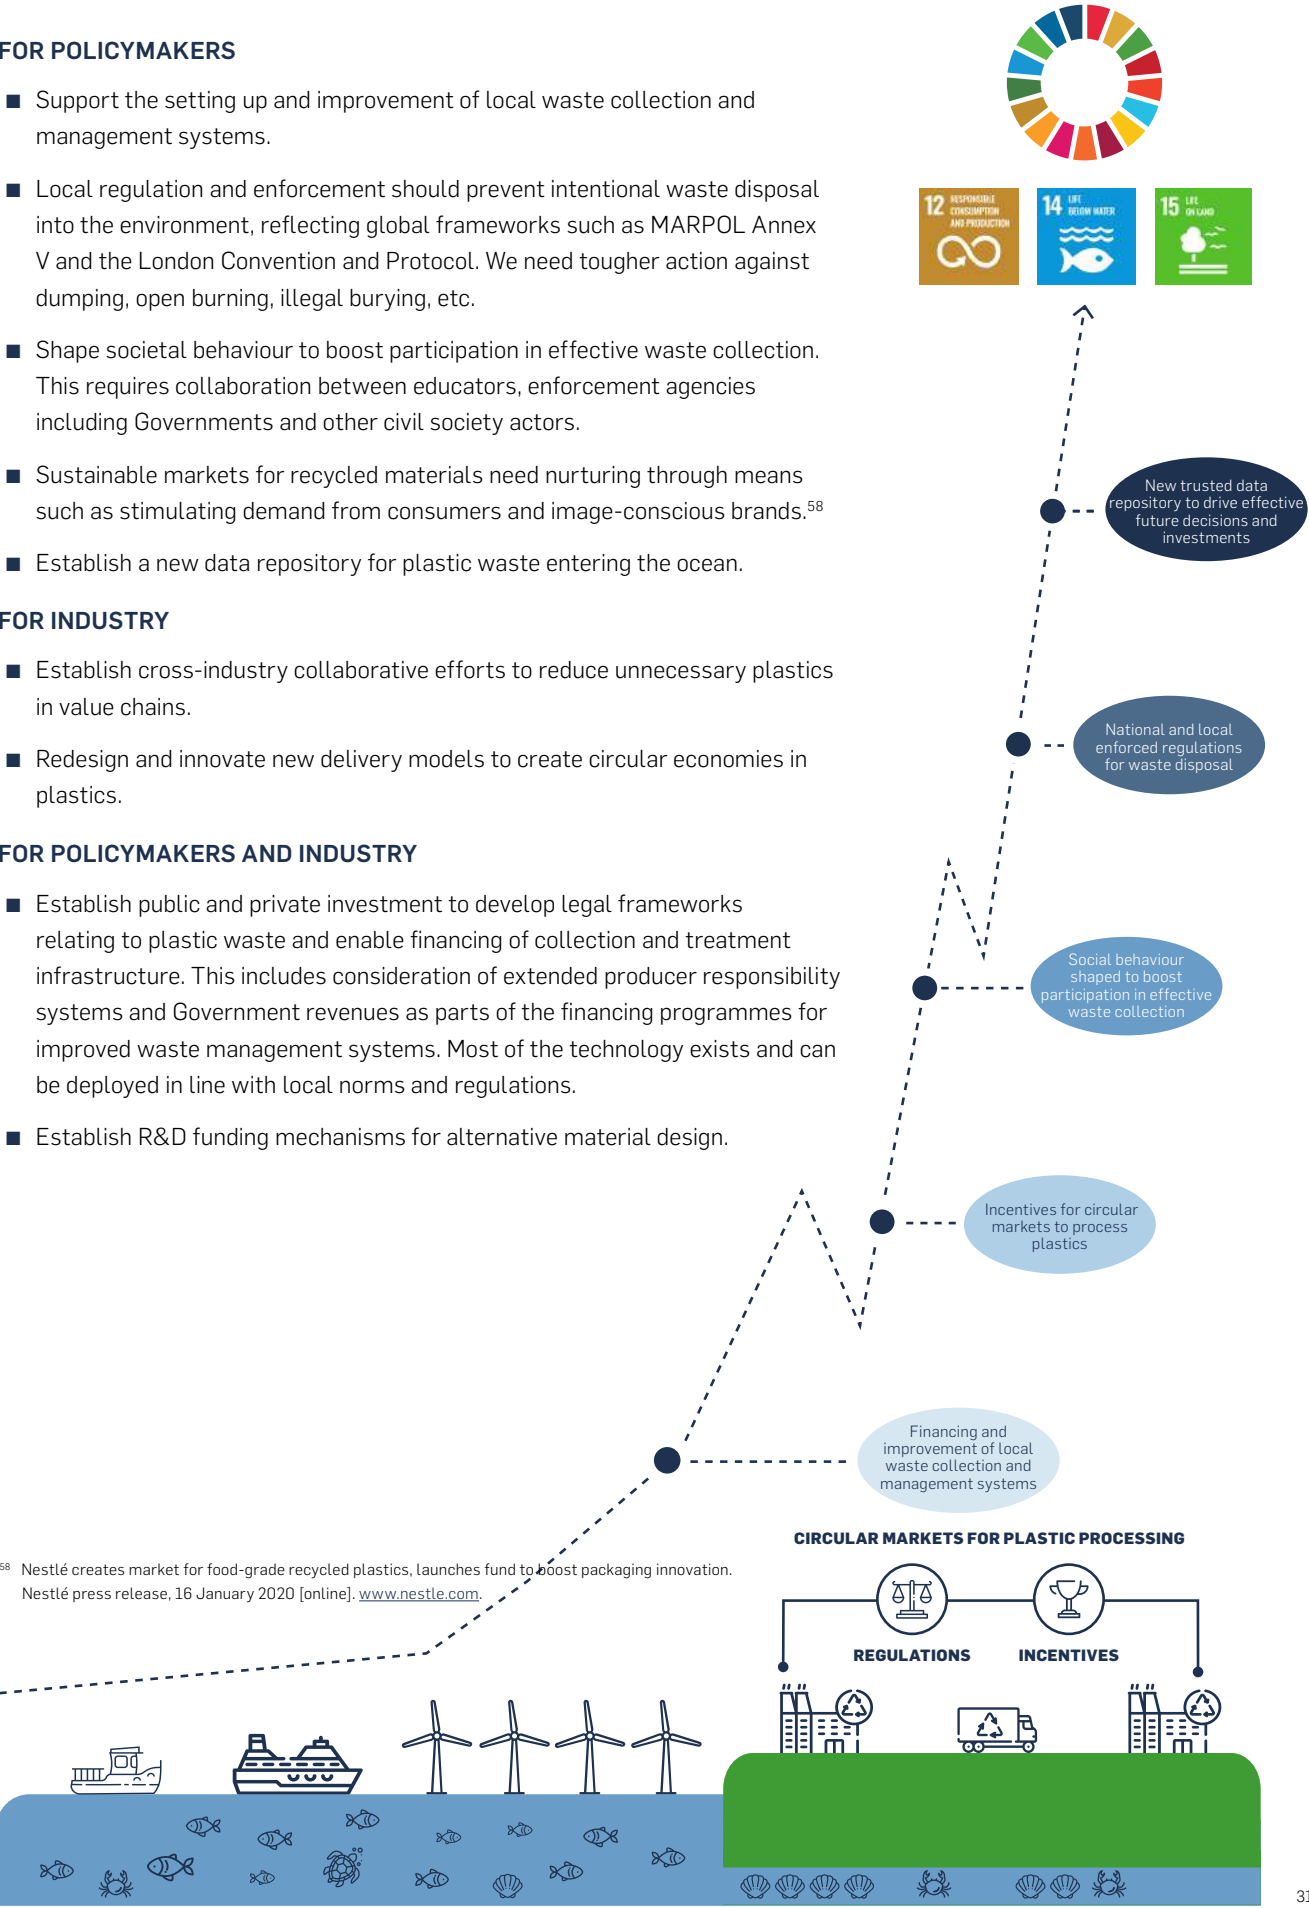 FOR POLICYMAKERS
■ Support the setting up and improvement of local waste collection and
management systems.
■ Local regulation and enforcement should prevent intentional waste disposal
into the environment, reflecting global frameworks such as MARPOL Annex
V and the London Convention and Protocol. We need tougher action against
dumping, open burning, illegal burying, etc.
■ Shape societal behaviour to boost participation in effective waste collection.
This requires collaboration between educators, enforcement agencies
including Governments and other civil society actors.
■ Sustainable markets for recycled materials need nurturing through means
such as stimulating demand from consumers and image-conscious brands.58
■ Establish a new data repository for plastic waste entering the ocean.
FOR INDUSTRY
■ Establish cross-industry collaborative efforts to reduce unnecessary plastics
in value chains.
■ Redesign and innovate new delivery models to create circular economies in
plastics.
FOR POLICYMAKERS AND INDUSTRY
■ Establish public and private investment to develop legal frameworks
relating to plastic waste and enable financing of collection and treatment
infrastructure. This includes consideration of extended producer responsibility
systems and Government revenues as parts of the financing programmes for
improved waste management systems. Most of the technology exists and can
be deployed in line with local norms and regulations.
■ Establish R&D funding mechanisms for alternative material design.
12 RESPONSIBLE
CONSUMPTION
AND PRODUCTION
14 LIFE
BELOW WATER
15 LIFE
ON LAND
New trusted data
repository to drive effective
future decisions and
investments
National and local
enforced regulations
for waste disposal
Social behaviour
shaped to boost
participation in effective
waste collection
Incentives for circular
markets to process
plastics
Financing and
improvement of local
waste collection and
management systems
CIRCULAR MARKETS FOR PLASTIC PROCESSING
REGULATIONS
INCENTIVES
58 Nestlé creates market for food-grade recycled plastics, launches fund to boost packaging innovation.
Nestlé press release, 16 January 2020 [online]. www.nestle.com.
31